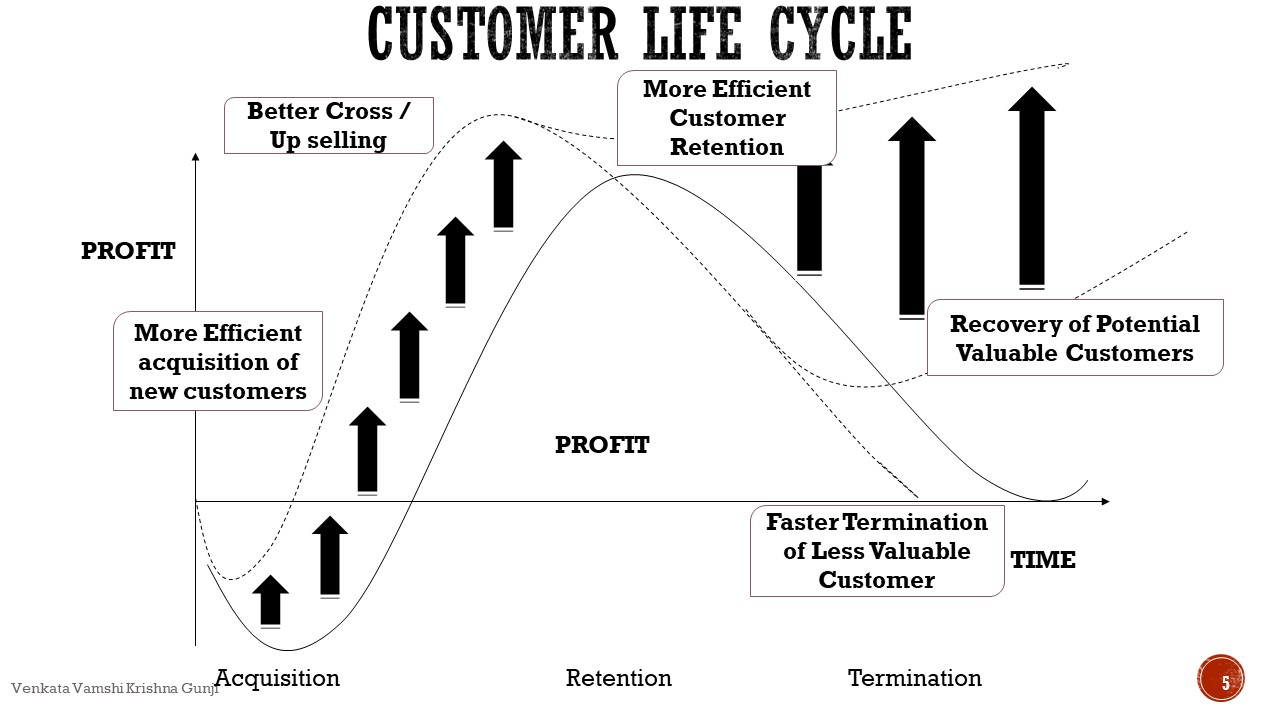 CUSTOMER LIFE CYCLE
Better Cross /
Up selling
More Efficient
Customer
Retention
PROFIT
More Efficient
acquisition of
new customers
Recovery of Potential
Valuable Customers
PROFIT
Faster Termination
of Less Valuable
Customer
TIME
Acquisition
Retention
Termination
Venkata Vamshi Krishna Gunji
5